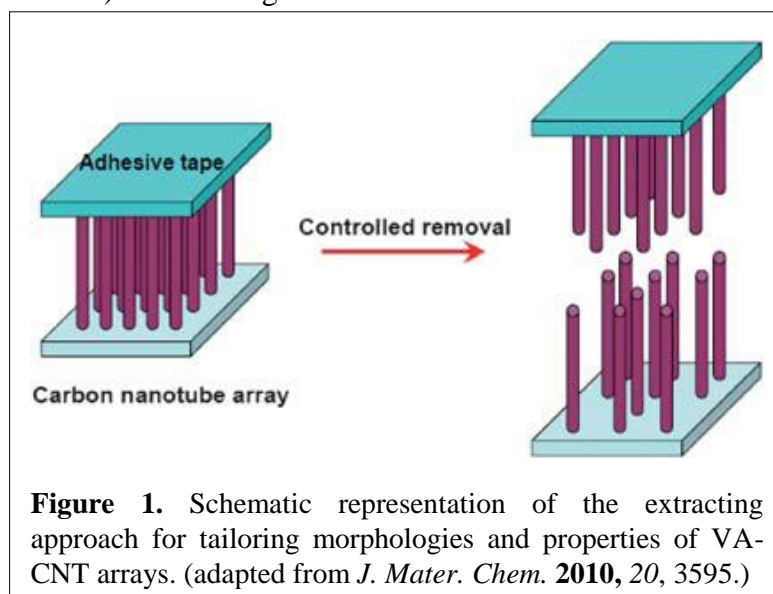 Adhesive tape
Controlled removal
Carbon nanotube array
Figure 1. Schematic representation of the extracting
approach for tailoring morphologies and properties of VA-
CNT arrays. (adapted from J. Mater. Chem. 2010, 20, 3595.)